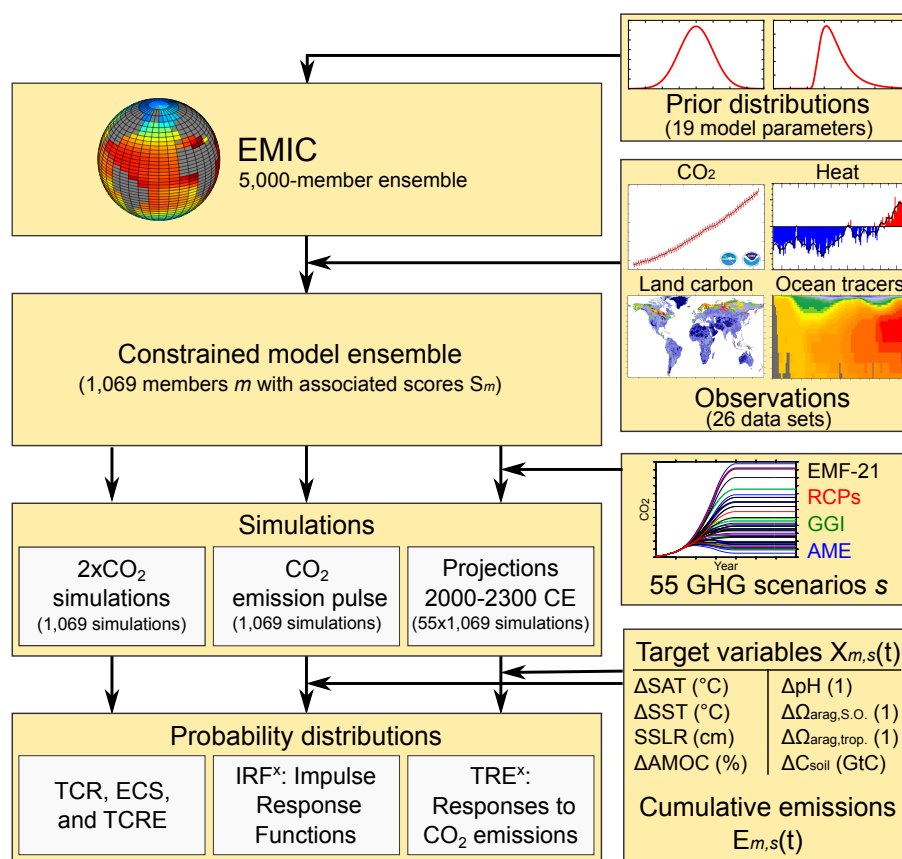 Prior distributions
(19 model parameters)
EMIC
5,000-member ensemble
CO₂
Heat
Land carbon
Ocean tracers
Observations
(26 data sets)
Constrained model ensemble
(1,069 members m with associated scores Sm)
CO2
Year
EMF-21
RCPs
GGI
AME
55 GHG scenarios s
Simulations
2xCO₂
simulations
(1,069 simulations)
CO₂
emission pulse
(1,069 simulations)
Projections
2000-2300 CE
(55x1,069 simulations)
Target variables Xm,s(t)
ΔSAT (°C)
ΔSST (°C)
SSLR (cm)
ΔAMOC (%)
ΔpH (1)
ΔΩarag,S.O. (1)
ΔΩarag,trop. (1)
ΔCsoil (GtC)
Cumulative emissions
Em,s(t)
Probability distributions
TCR, ECS,
and TCRE
IRFˣ: Impulse
Response
Functions
TREˣ:
Responses to
CO₂ emissions